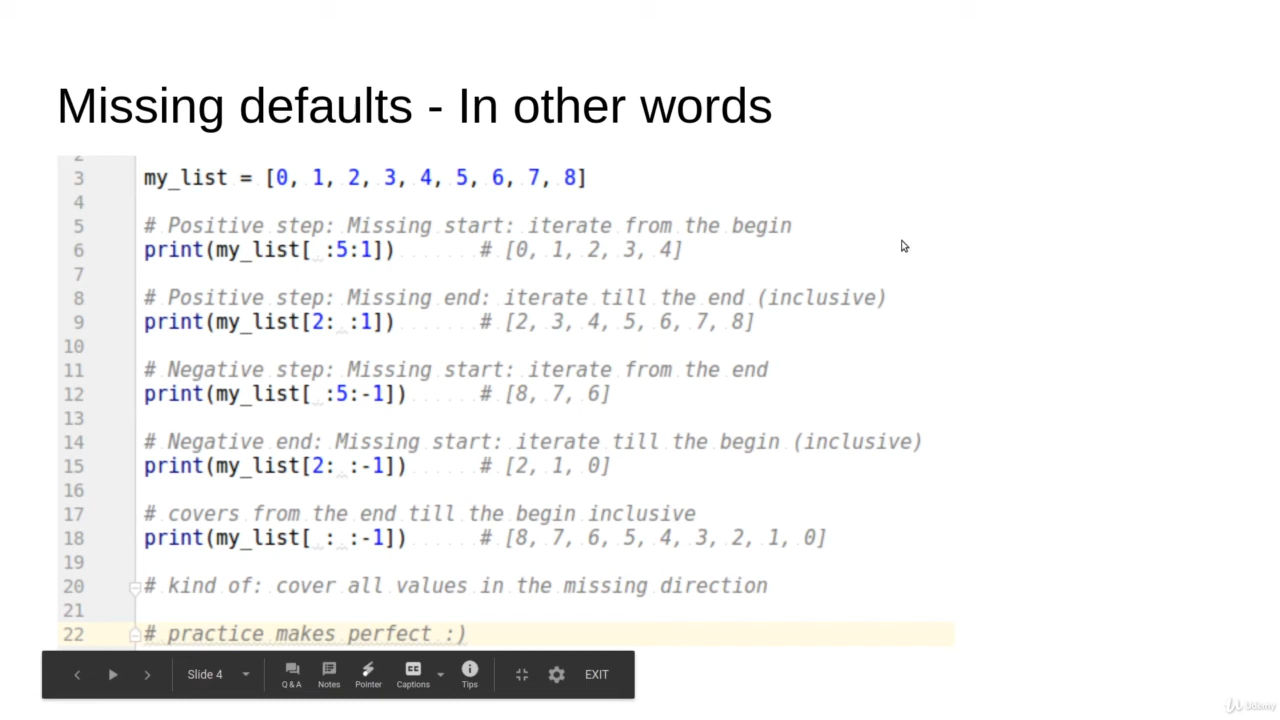 Missing defaults - In other words
2
3 my_list = [0, 1, 2, 3, 4, 5, 6, 7, 8]
4
5 # Positive step: Missing start: iterate from the begin
6 print(my_list[ :5:1]) # [0, 1, 2, 3, 4]
7
8 # Positive step: Missing end: iterate till the end (inclusive)
9 print(my_list[2: :1]) # [2, 3, 4, 5, 6, 7, 8]
10
11 # Negative step: Missing start: iterate from the end
12 print(my_list[ :5:-1]) # [8, 7, 6]
13
14 # Negative end: Missing start: iterate till the begin (inclusive)
15 print(my_list[2: :-1]) # [2, 1, 0]
16
17 # covers from the end till the begin inclusive
18 print(my_list[ : :-1]) # [8, 7, 6, 5, 4, 3, 2, 1, 0]
19
20 # kind of: cover all values in the missing direction
21
22 # practice makes perfect :)
Slide 4 Q & A Notes Pointer Captions Tips EXIT
Udemy